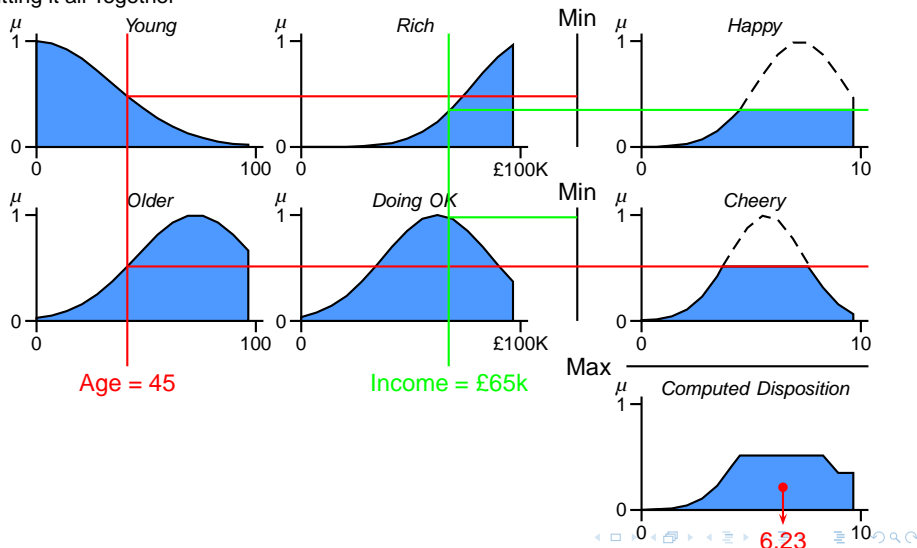 μ Young μ Rich Min μ Happy
1 1 1
0 0 0
0 100 0 £100K 0 10
μ Older μ Doing OK Min μ Cheery
1 1 1
0 0 0
0 100 0 £100K 0 10
Age = 45 Income = £65k Max
μ Computed Disposition
1
0
0 10
6.23